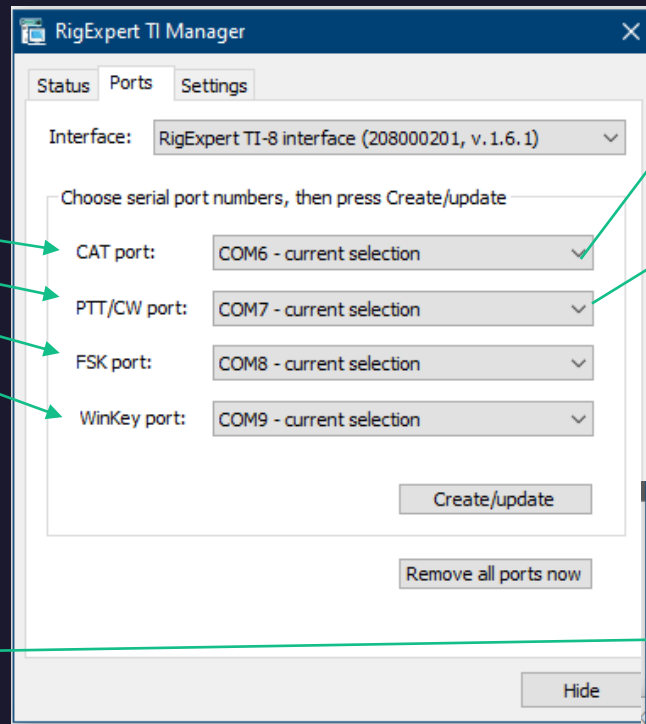 RigExpert TI Manager
Status Ports Settings
Interface: RigExpert TI-8 interface (208000201, v.1.6.1)
Choose serial port numbers, then press Create/update
CAT port: COM6 - current selection
PTT/CW port: COM7 - current selection
FSK port: COM8 - current selection
WinKey port: COM9 - current selection
Create/update
Remove all ports now
Hide